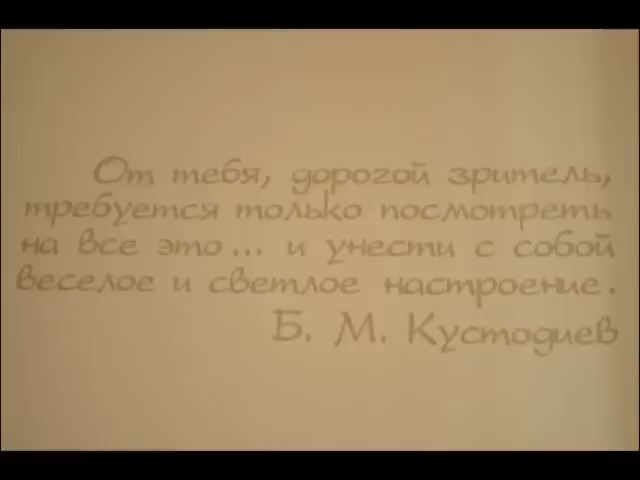 От тебя, дорогой зритель,
требуется только посмотреть
на все это... и унести с собой
веселое и светлое настроение.
Б. М. Кустодиев